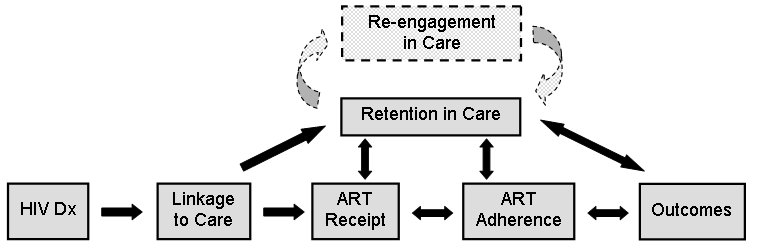 Re-engagement
in Care
Retention in Care
HIV Dx
Linkage
to Care
ART
Receipt
ART
Adherence
Outcomes